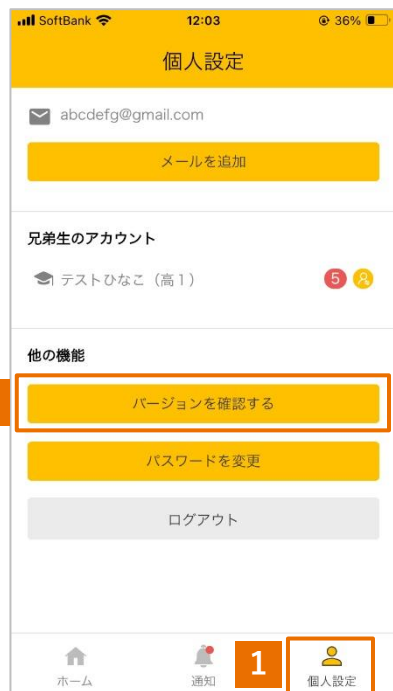 SoftBank 12:03 36%
個人設定
abcdefg@gmail.com
メールを追加
兄弟生のアカウント
テストひなこ（高１） 5
他の機能
バージョンを確認する
パスワードを変更
ログアウト
1
ホーム 通知 個人設定